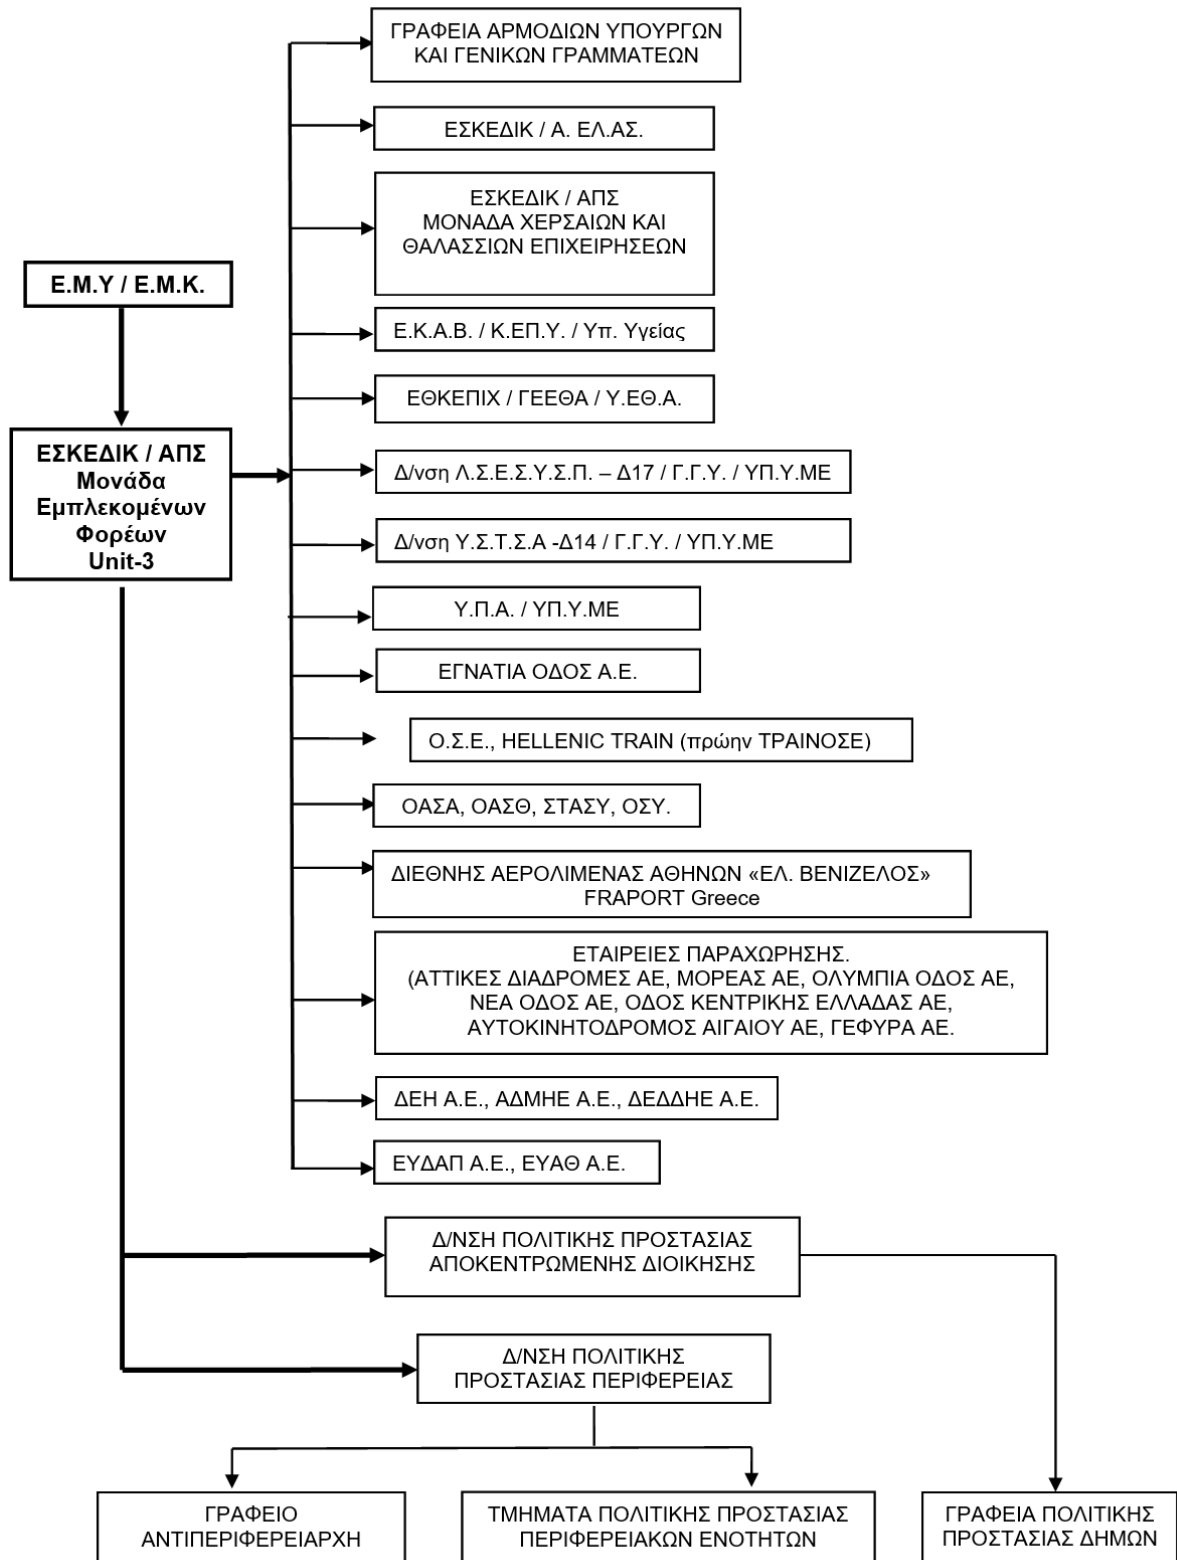 ΓΡΑΦΕΙΑ ΑΡΜΟΔΙΩΝ ΥΠΟΥΡΓΩΝ
ΚΑΙ ΓΕΝΙΚΩΝ ΓΡΑΜΜΑΤΕΩΝ
ΕΣΚΕΔΙΚ / Α. ΕΛ.ΑΣ.
ΕΣΚΕΔΙΚ / ΑΠΣ
ΜΟΝΑΔΑ ΧΕΡΣΑΙΩΝ ΚΑΙ
ΘΑΛΑΣΣΙΩΝ ΕΠΙΧΕΙΡΗΣΕΩΝ
Ε.Μ.Υ / Ε.Μ.Κ.
Ε.Κ.Α.Β. / Κ.ΕΠ.Υ. / Υπ. Υγείας
ΕΘΚΕΠΙΧ / ΓΕΕΘΑ / Υ.ΕΘ.Α.
ΕΣΚΕΔΙΚ / ΑΠΣ
Μονάδα
Εμπλεκομένων
Φορέων
Unit-3
Δ/νση Λ.Σ.Ε.Σ.Υ.Σ.Π. – Δ17 / Γ.Γ.Υ. / ΥΠ.Υ.ΜΕ
Δ/νση Υ.Σ.Τ.Σ.Α -Δ14 / Γ.Γ.Υ. / ΥΠ.Υ.ΜΕ
Υ.Π.Α. / ΥΠ.Υ.ΜΕ
ΕΓΝΑΤΙΑ ΟΔΟΣ Α.Ε.
Ο.Σ.Ε., HELLENIC TRAIN (πρώην ΤΡΑΙΝΟΣΕ)
ΟΑΣΑ, ΟΑΣΘ, ΣΤΑΣΥ, ΟΣΥ.
ΔΙΕΘΝΗΣ ΑΕΡΟΛΙΜΕΝΑΣ ΑΘΗΝΩΝ «ΕΛ. ΒΕΝΙΖΕΛΟΣ»
FRAPORT Greece
ΕΤΑΙΡΕΙΕΣ ΠΑΡΑΧΩΡΗΣΗΣ.
(ΑΤΤΙΚΕΣ ΔΙΑΔΡΟΜΕΣ ΑΕ, ΜΟΡΕΑΣ ΑΕ, ΟΛΥΜΠΙΑ ΟΔΟΣ ΑΕ,
ΝΕΑ ΟΔΟΣ ΑΕ, ΟΔΟΣ ΚΕΝΤΡΙΚΗΣ ΕΛΛΑΔΑΣ ΑΕ,
ΑΥΤΟΚΙΝΗΤΟΔΡΟΜΟΣ ΑΙΓΑΙΟΥ ΑΕ, ΓΕΦΥΡΑ ΑΕ.
ΔΕΗ Α.Ε., ΑΔΜΗΕ Α.Ε., ΔΕΔΔΗΕ Α.Ε.
ΕΥΔΑΠ Α.Ε., ΕΥΑΘ Α.Ε.
Δ/ΝΣΗ ΠΟΛΙΤΙΚΗΣ ΠΡΟΣΤΑΣΙΑΣ
ΑΠΟΚΕΝΤΡΩΜΕΝΗΣ ΔΙΟΙΚΗΣΗΣ
Δ/ΝΣΗ ΠΟΛΙΤΙΚΗΣ
ΠΡΟΣΤΑΣΙΑΣ ΠΕΡΙΦΕΡΕΙΑΣ
ΓΡΑΦΕΙΟ
ΑΝΤΙΠΕΡΙΦΕΡΕΙΑΡΧΗ
ΤΜΗΜΑΤΑ ΠΟΛΙΤΙΚΗΣ ΠΡΟΣΤΑΣΙΑΣ
ΠΕΡΙΦΕΡΕΙΑΚΩΝ ΕΝΟΤΗΤΩΝ
ΓΡΑΦΕΙΑ ΠΟΛΙΤΙΚΗΣ
ΠΡΟΣΤΑΣΙΑΣ ΔΗΜΩΝ